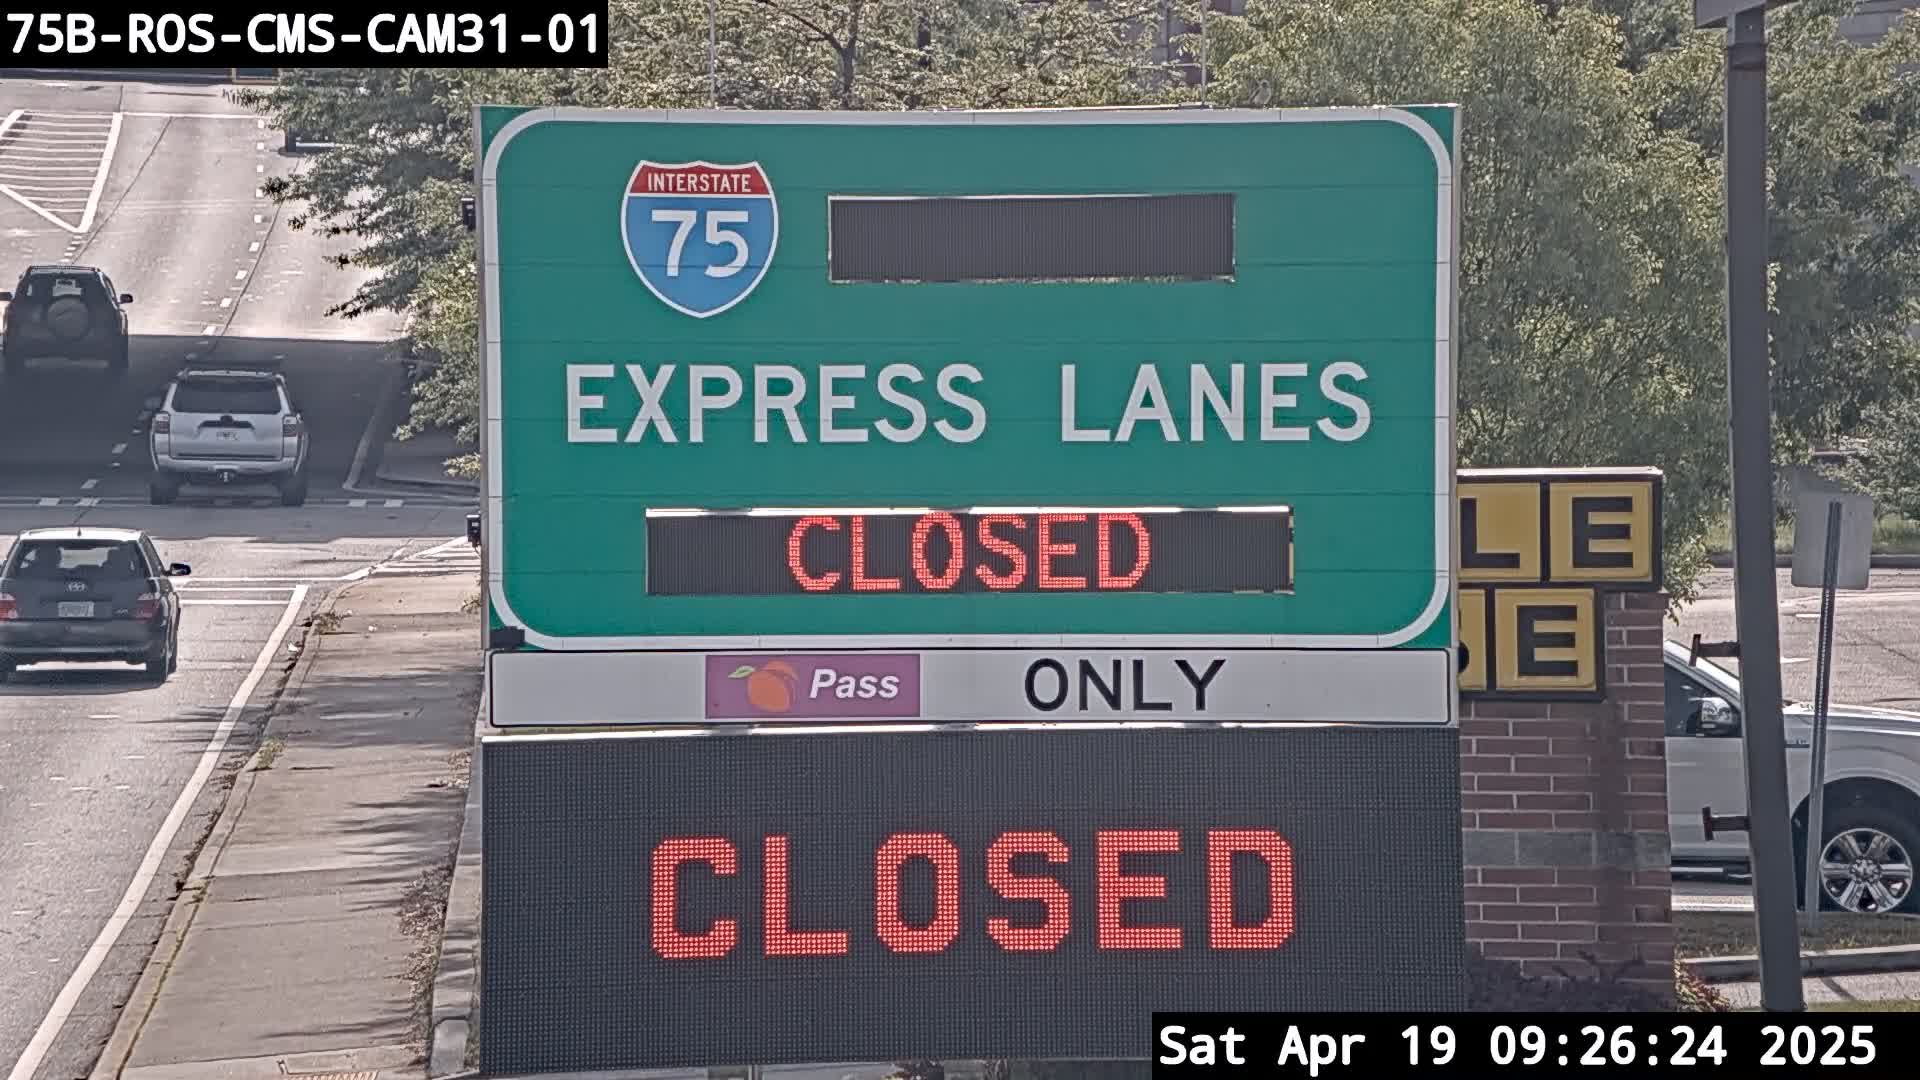 75B-ROS-CMS-CAM31-01
INTERSTATE
75
EXPRESS LANES
CLOSED
Pass ONLY
CLOSED
LE
E
Sat Apr 19 09:26:24 2025